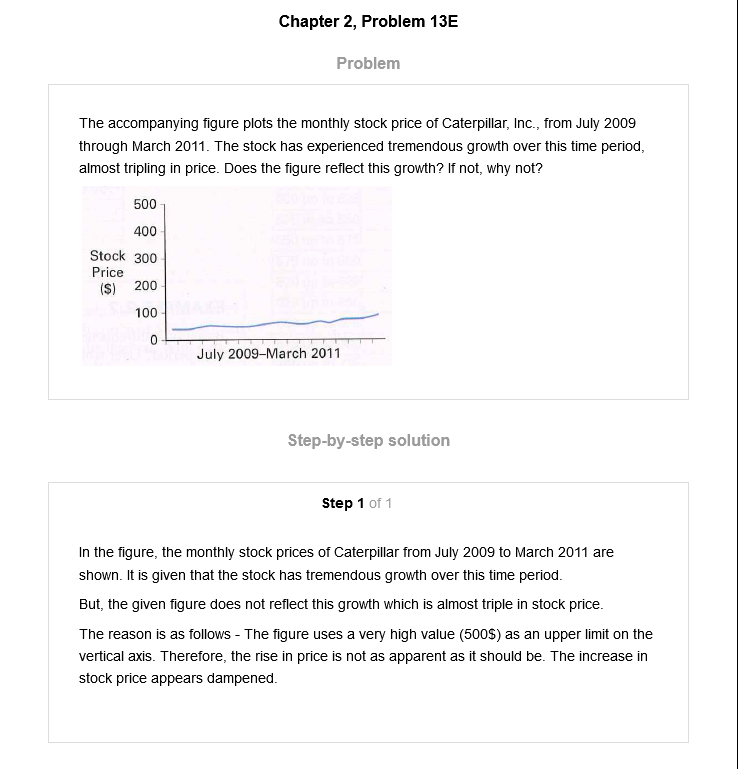 Chapter 2, Problem 13E
Problem
The accompanying figure plots the monthly stock price of Caterpillar, Inc., from July 2009
through March 2011. The stock has experienced tremendous growth over this time period,
almost tripling in price. Does the figure reflect this growth? If not, why not?
500
400
Stock 300
Price
($) 200
100
0
July 2009–March 2011
Step-by-step solution
Step 1 of 1
In the figure, the monthly stock prices of Caterpillar from July 2009 to March 2011 are
shown. It is given that the stock has tremendous growth over this time period.
But, the given figure does not reflect this growth which is almost triple in stock price.
The reason is as follows - The figure uses a very high value (500$) as an upper limit on the
vertical axis. Therefore, the rise in price is not as apparent as it should be. The increase in
stock price appears dampened.